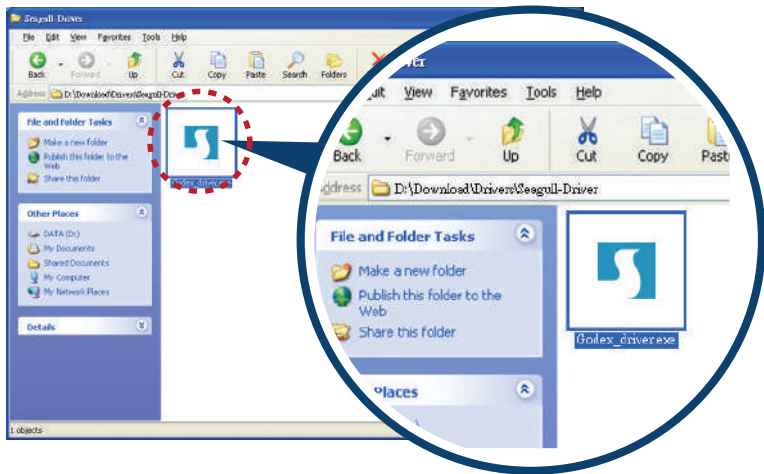 Seagull-Driver
File Edit View Favorites Tools Help
Back Forward Up Cut Copy Paste Search Folders
Address D:\Download\Drivers\Seagull-Driver
File and Folder Tasks
Make a new folder
Publish this folder to the
Web
Share this folder
Other Places
DATA (D:)
My Documents
Shared Documents
My Computer
My Network Places
Details
Godex_driver.exe
1 objects
View Favorites Tools Help
Back Forward Up Cut Copy
D:\Download\Drivers\Seagull-Driver
File and Folder Tasks
Make a new folder
Publish this folder to the
Web
Share this folder
Places
Godex_driver.exe